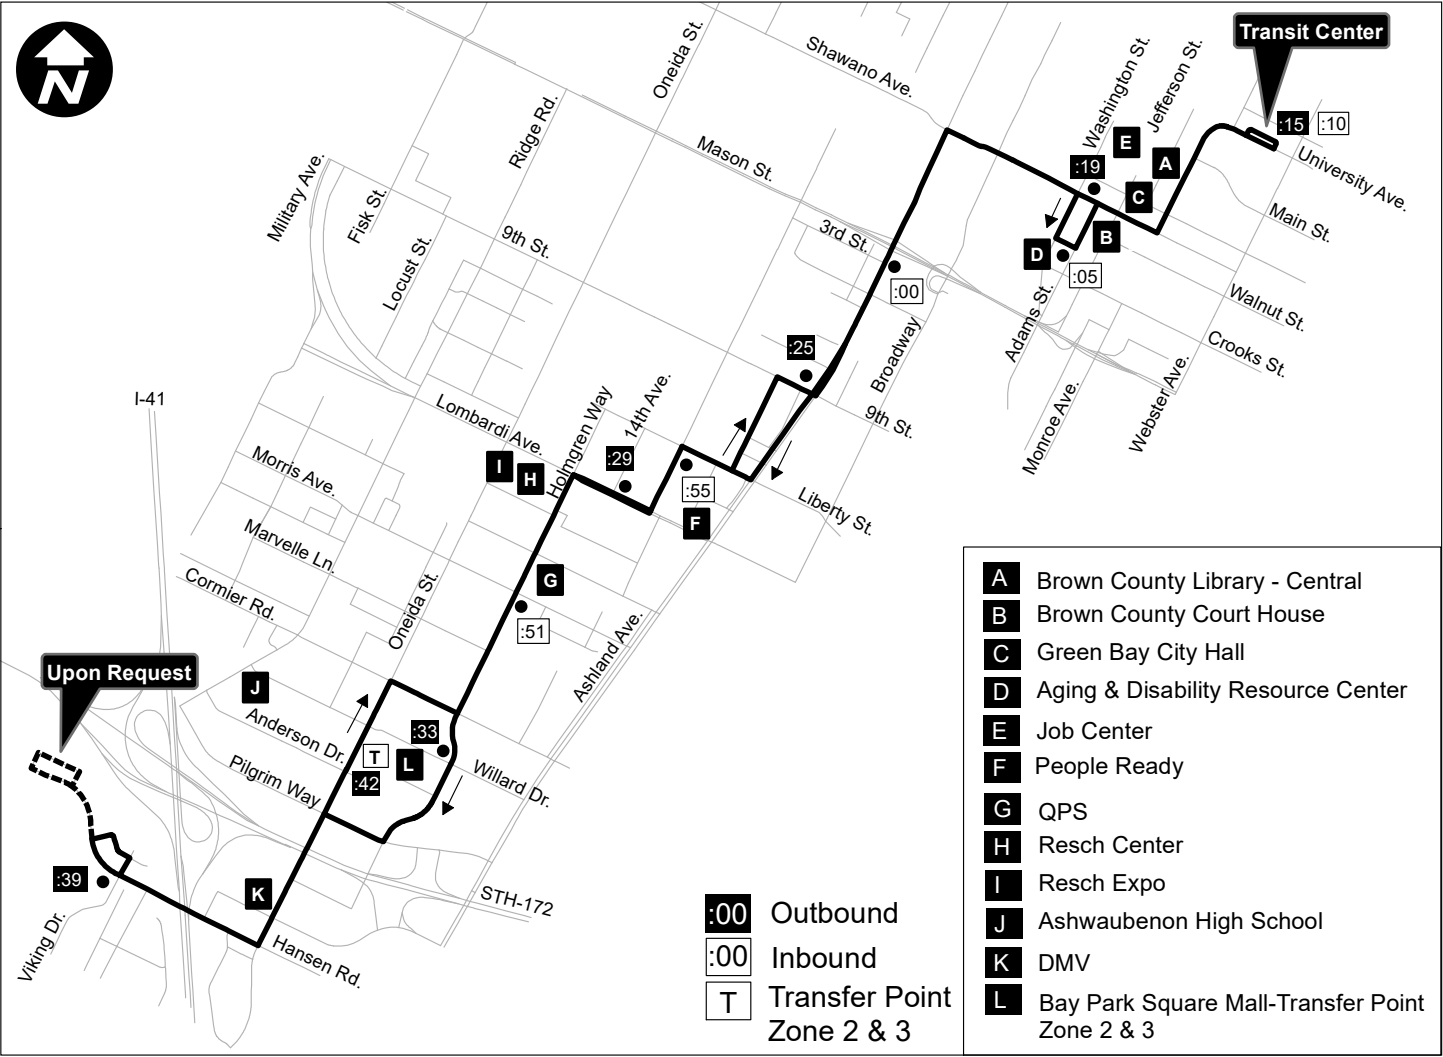 N
Transit Center
Shawano Ave.
Oneida St.
Washington St.
Jefferson St.
Ridge Rd.
Mason St.
Military Ave.
Fisk St.
Locust St.
9th St.
3rd St.
E
A
:19
C
B
D
:05
:15
:10
University Ave.
Main St.
Walnut St.
Crooks St.
Adams St.
Monroe Ave.
Webster Ave.
:00
Broadway
:25
9th St.
I-41
Lombardi Ave.
Holmgren Way
14th Ave.
:29
I
H
:55
F
Liberty St.
Morris Ave.
Marvelle Ln.
Cormier Rd.
Oneida St.
G
:51
Ashland Ave.
Upon Request
J
Anderson Dr.
Pilgrim Way
:33
T
L
:42
Willard Dr.
:39
K
STH-172
Viking Dr.
Hansen Rd.
:00 Outbound
:00 Inbound
T Transfer Point
Zone 2 & 3
A Brown County Library - Central
B Brown County Court House
C Green Bay City Hall
D Aging & Disability Resource Center
E Job Center
F People Ready
G QPS
H Resch Center
I Resch Expo
J Ashwaubenon High School
K DMV
L Bay Park Square Mall-Transfer Point
Zone 2 & 3